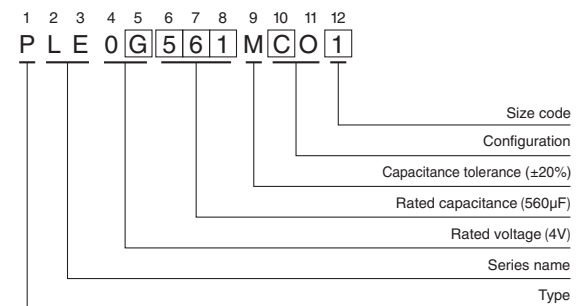 1 2 3 4 5 6 7 8 9 10 11 12
P L E 0 G 5 6 1 M C O 1
Size code
Configuration
Capacitance tolerance (±20%)
Rated capacitance (560µF)
Rated voltage (4V)
Series name
Type